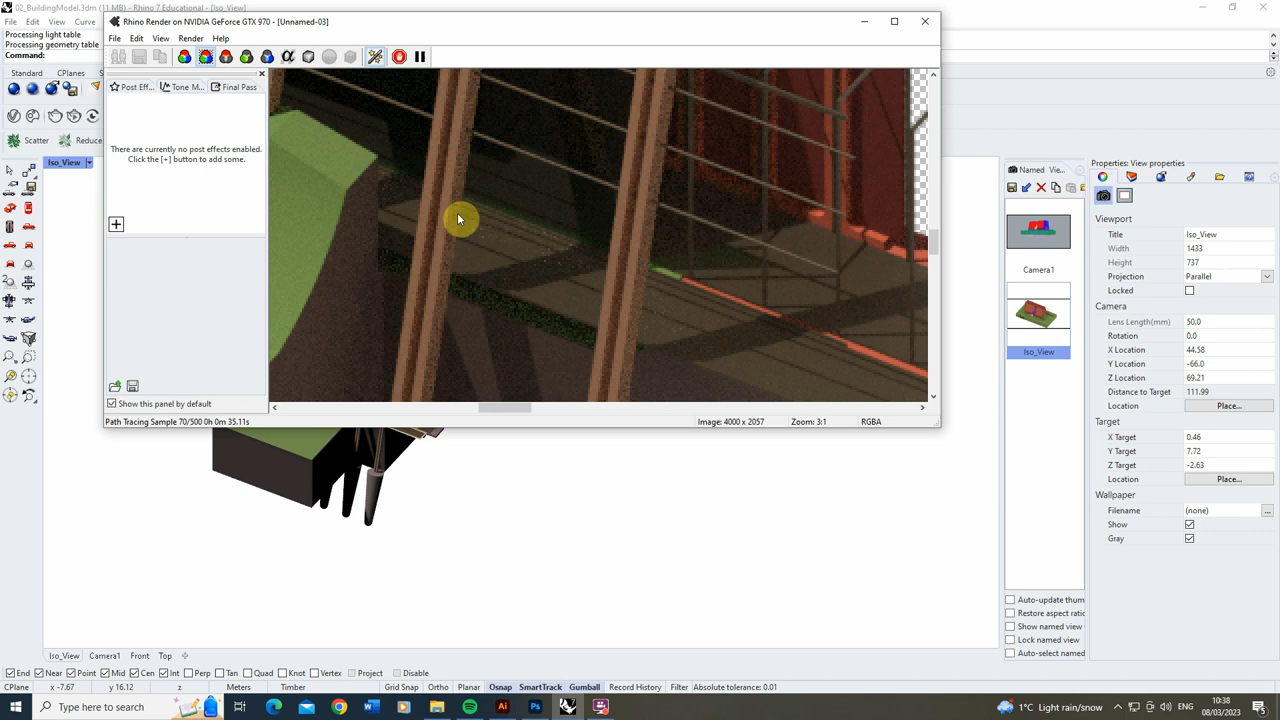 02_BuildingModel.3dm (11 MB) - Rhino 7 Educational - [Iso_View]
File Edit View Curve
Processing light table
Processing geometry table
Command:
Standard CPlanes
Scatter Reduce
Iso_View
Rhino Render on NVIDIA GeForce GTX 970 - [Unnamed-03]
File Edit View Render Help
Post Eff... Tone M... Final Pass
There are currently no post effects enabled.
Click the [+] button to add some.
Show this panel by default
Path Tracing Sample 70/500 0h 0m 35.11s
Image: 4000 x 2057 Zoom: 3:1 RGBA
Named Vie...
Camera1
Iso_View
Auto-update thum
Restore aspect ratio
Show named view
Lock named view
Auto-select named
Properties: View properties
Viewport
Title Iso_View
Width 1433
Height 737
Projection Parallel
Locked
Camera
Lens Length(mm) 50.0
Rotation 0.0
X Location 44.58
Y Location -66.0
Z Location 69.21
Distance to Target 111.99
Location Place...
Target
X Target 0.46
Y Target 7.72
Z Target -2.63
Location Place...
Wallpaper
Filename (none) ...
Show
Gray
Iso_View Camera1 Front Top
End Near Point Mid Cen Int Perp Tan Quad Knot Vertex Project Disable
CPlane x -7.67 y 16.12 z Meters Timber Grid Snap Ortho Planar Osnap SmartTrack Gumball Record History Filter Absolute tolerance: 0.01
Type here to search
1°C Light rain/snow
ENG
10:38
08/03/2023